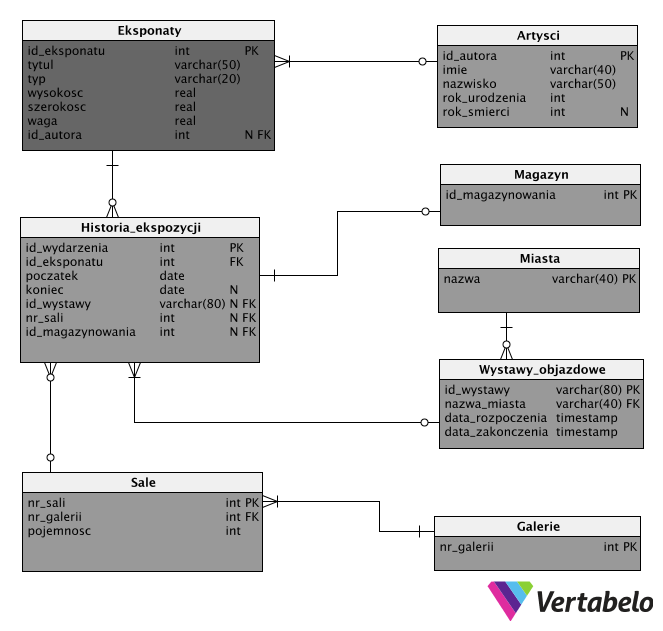 Eksponaty
id_eksponatu int PK
tytul varchar(50)
typ varchar(20)
wysokosc real
szerokosc real
waga real
id_autora int N FK
Artysci
id_autora int PK
imie varchar(40)
nazwisko varchar(50)
rok_urodzenia int
rok_smierci int N
Magazyn
id_magazynowania int PK
Historia_ekspozycji
id_wydarzenia int PK
id_eksponatu int FK
poczatek date
koniec date N
id_wystawy varchar(80) N FK
nr_sali int N FK
id_magazynowania int N FK
Miasta
nazwa varchar(40) PK
Wystawy_objazdowe
id_wystawy varchar(80) PK
nazwa_miasta varchar(40) FK
data_rozpoczenia timestamp
data_zakonczenia timestamp
Sale
nr_sali int PK
nr_galerii int FK
pojemnosc int
Galerie
nr_galerii int PK
Vertabelo